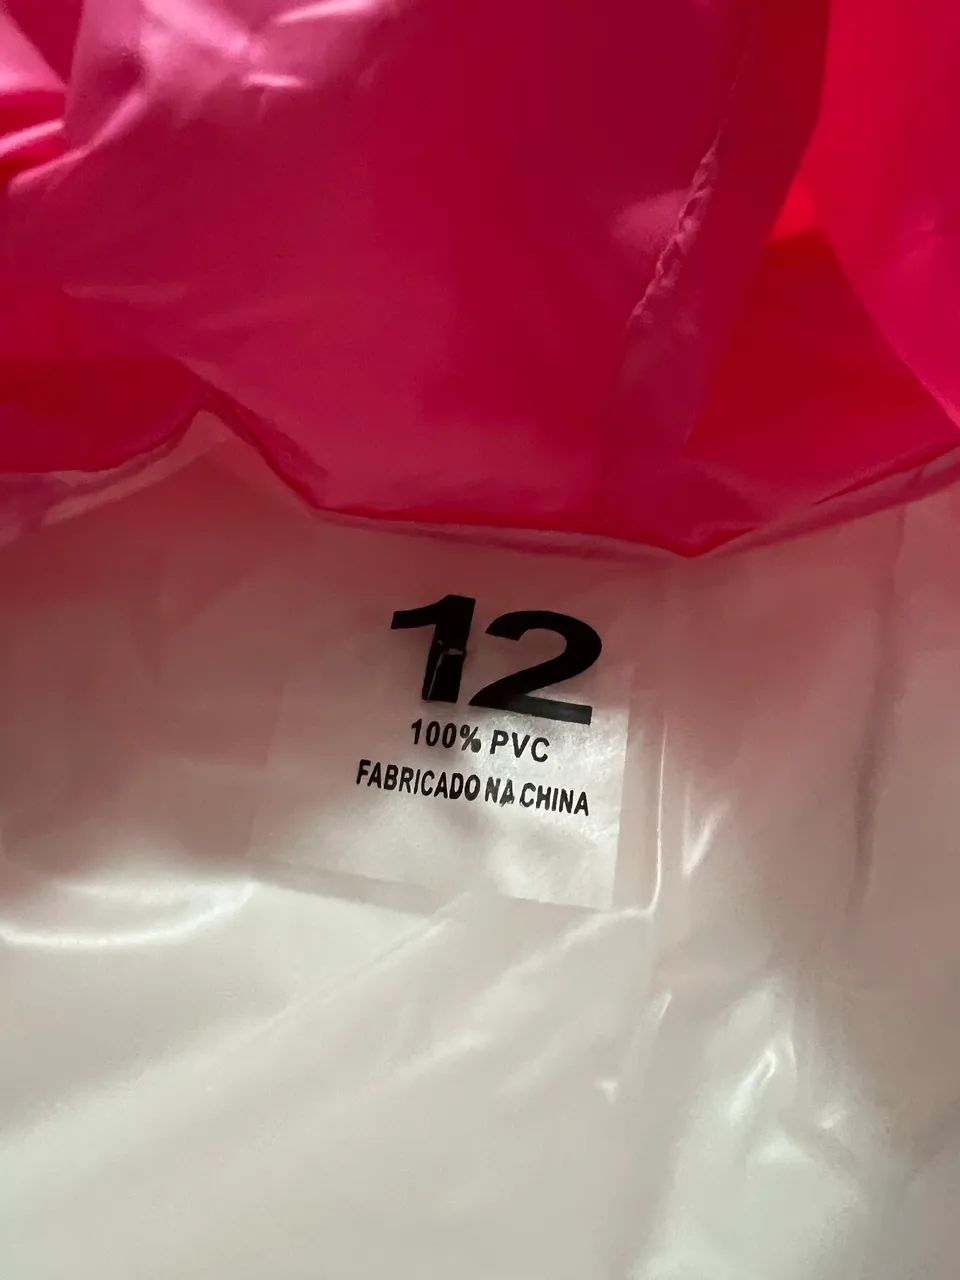 12
100% PVC
FABRICADO NA CHINA